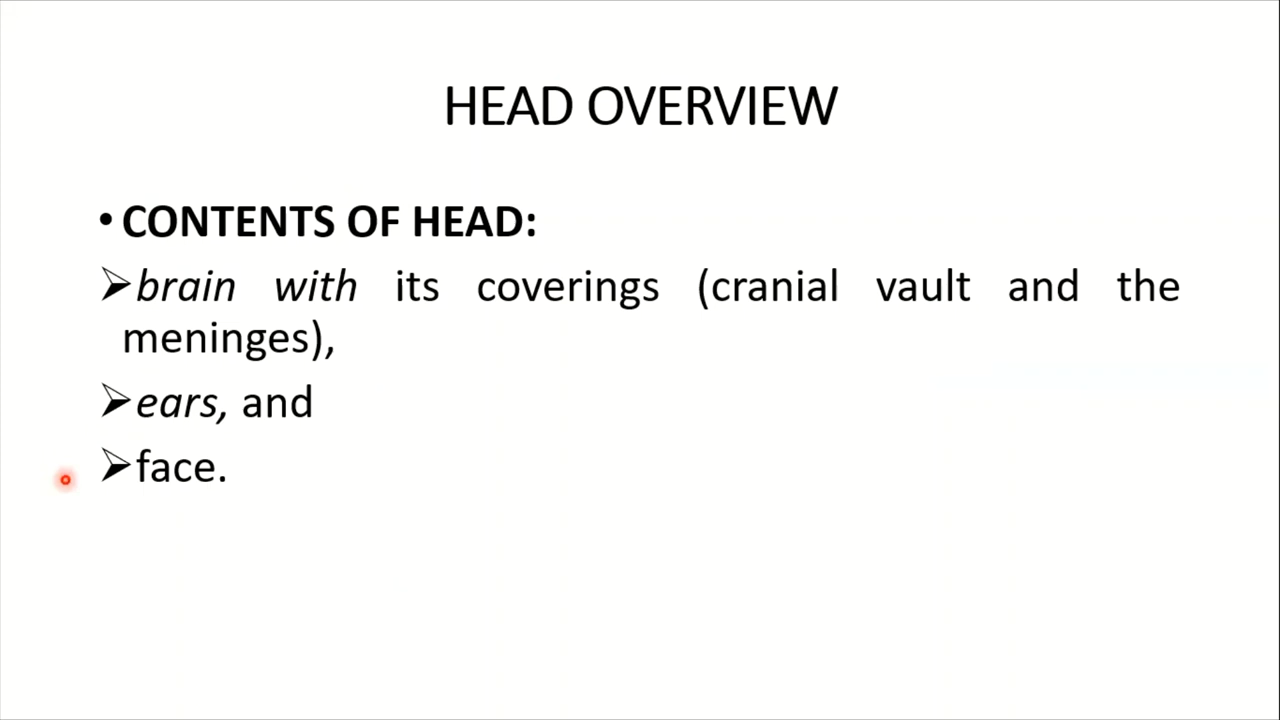 HEAD OVERVIEW
• CONTENTS OF HEAD:
➢brain with its coverings (cranial vault and the
meninges),
➢ears, and
➢face.